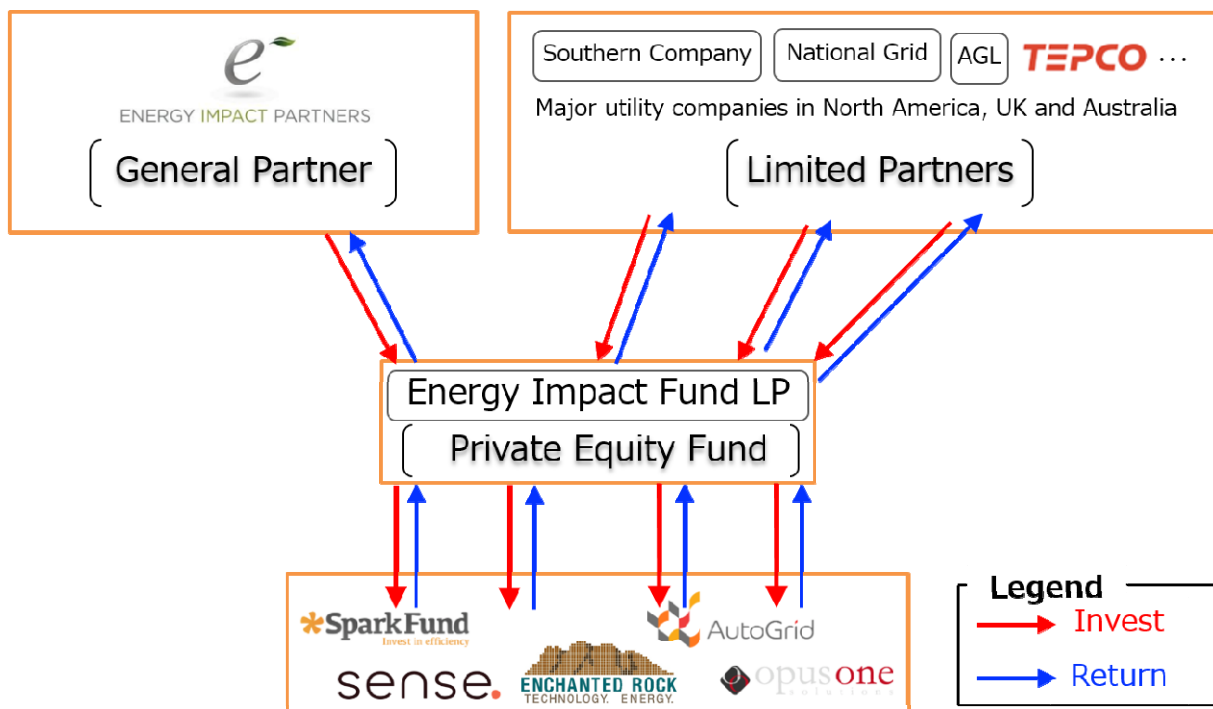 e
ENERGY IMPACT PARTNERS
General Partner
Southern Company
National Grid
AGL
TEPCO ...
Major utility companies in North America, UK and Australia
Limited Partners
Energy Impact Fund LP
Private Equity Fund
SparkFund
Invest in efficiency
AutoGrid
sense.
ENCHANTED ROCK
TECHNOLOGY. ENERGY.
opusone
solutions
Legend
Invest
Return